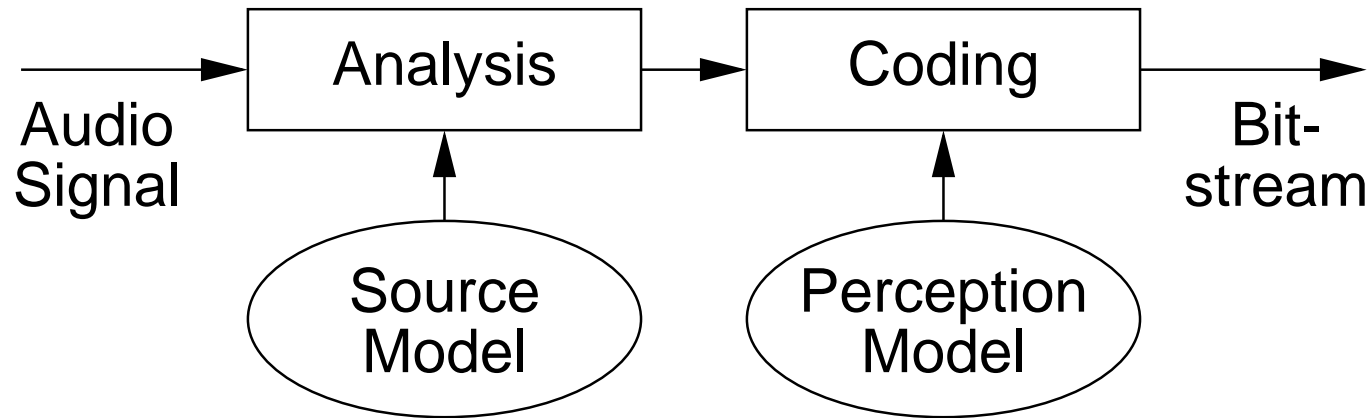 Analysis
Coding
Audio
Signal
Bit-
stream
Source
Model
Perception
Model